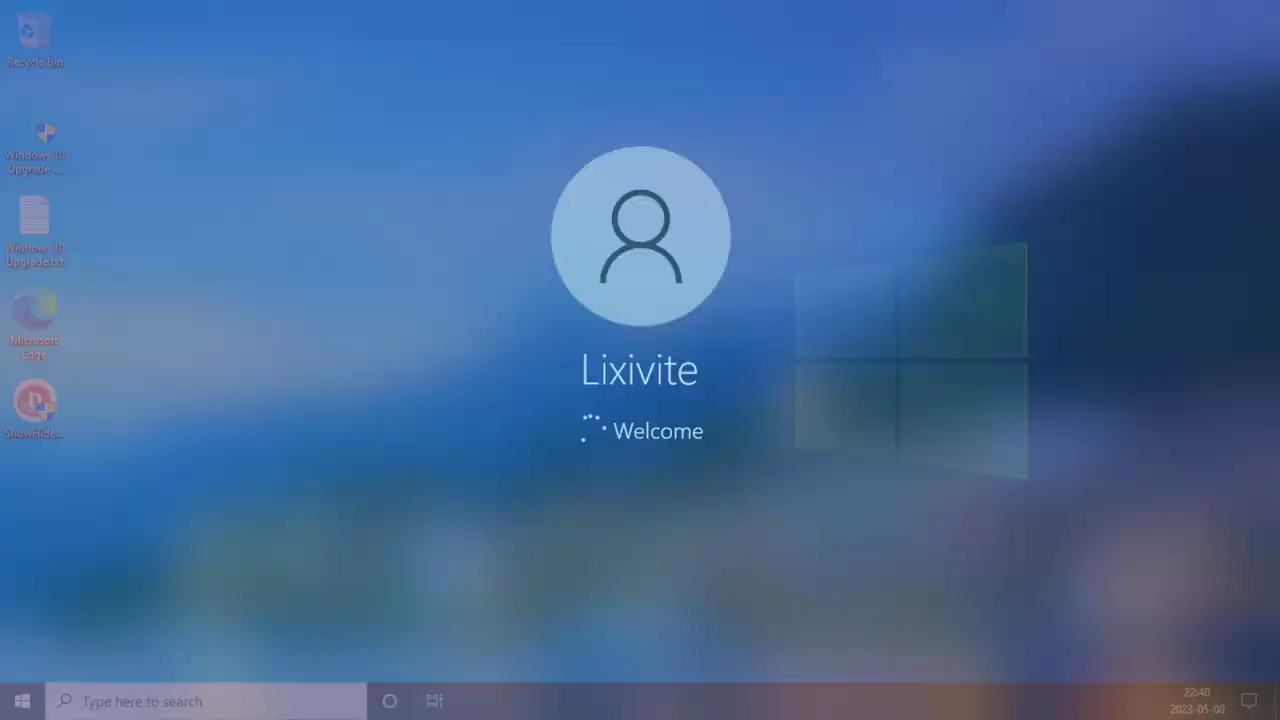 Recycle Bin
Windows 10
Upgrade ...
Windows 10
Upgrade.txt
Microsoft
Edge
ShowHide...
Lixivite
Welcome
Type here to search
22:40
2023-05-08